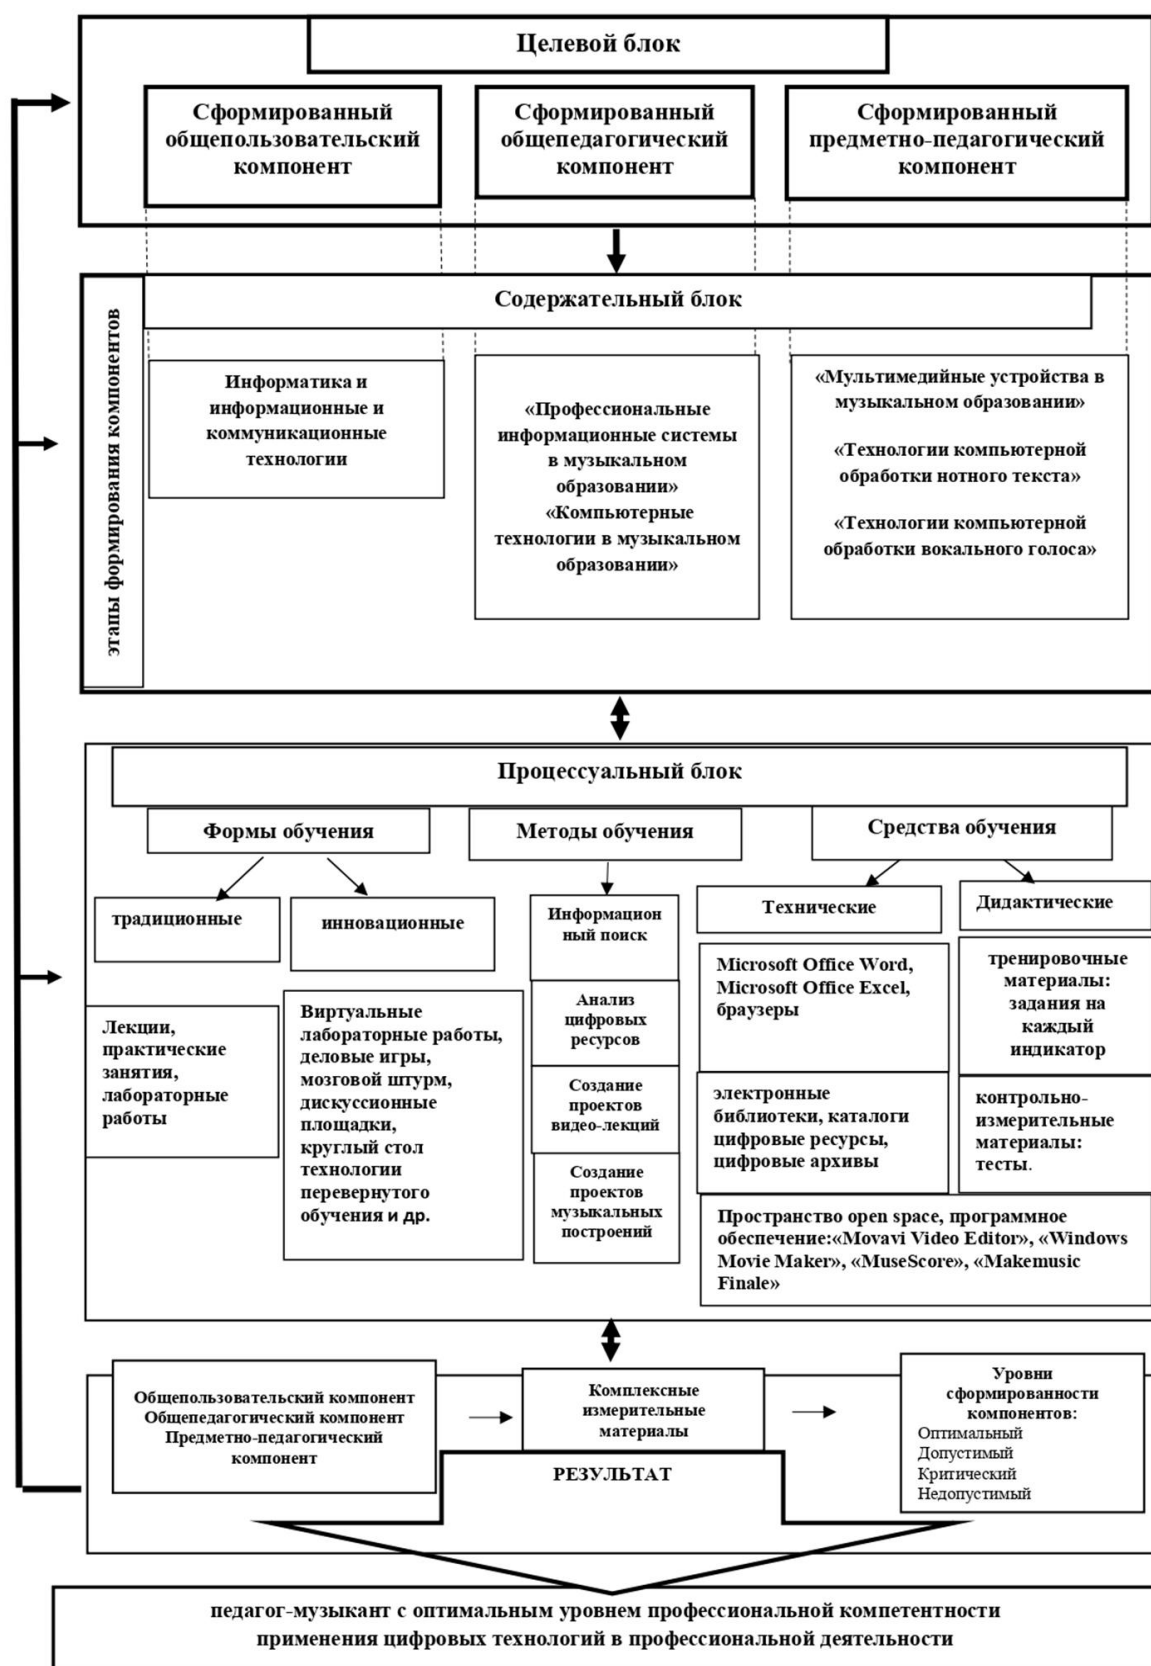 Целевой блок
Сформированный
общепользовательский
компонент
Сформированный
общепедагогический
компонент
Сформированный
предметно-педагогический
компонент
этапы формирования компонентов
Содержательный блок
Информатика и
информационные и
коммуникационные
технологии
«Профессиональные
информационные системы
в музыкальном
образовании»
«Компьютерные
технологии в музыкальном
образовании»
«Мультимедийные устройства в
музыкальном образовании»
«Технологии компьютерной
обработки нотного текста»
«Технологии компьютерной
обработки вокального голоса»
Процессуальный блок
Формы обучения
Методы обучения
Средства обучения
традиционные
инновационные
Лекции,
практические
занятия,
лабораторные
работы
Виртуальные
лабораторные работы,
деловые игры,
мозговой штурм,
дискуссионные
площадки,
круглый стол
технологии
перевернутого
обучения и др.
Информацион
ный поиск
Анализ
цифровых
ресурсов
Создание
проектов
видео-лекций
Создание
проектов
музыкальных
построений
Технические
Дидактические
Microsoft Office Word,
Microsoft Office Excel,
браузеры
тренировочные
материалы:
задания на
каждый
индикатор
электронные
библиотеки, каталоги
цифровые ресурсы,
цифровые архивы
контрольно-
измерительные
материалы:
тесты.
Пространство open space, программное
обеспечение:«Movavi Video Editor», «Windows
Movie Maker», «MuseScore», «Makemusic
Finale»
Общепользовательский компонент
Общепедагогический компонент
Предметно-педагогический
компонент
Комплексные
измерительные
материалы
Уровни
сформированности
компонентов:
Оптимальный
Допустимый
Критический
Недопустимый
РЕЗУЛЬТАТ
педагог-музыкант с оптимальным уровнем профессиональной компетентности
применения цифровых технологий в профессиональной деятельности